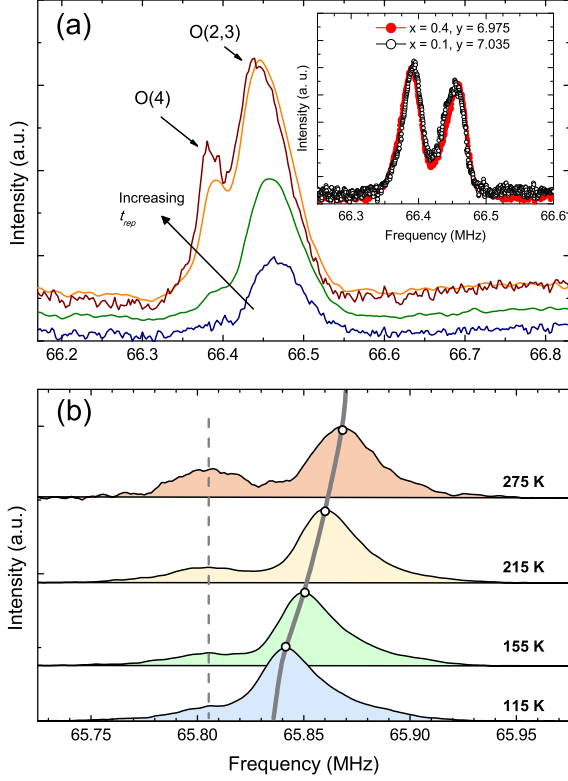 (a)
O(2,3)
O(4)
Increasing
t_rep
Intensity (a.u.)
66.2 66.3 66.4 66.5 66.6 66.7 66.8
x = 0.4, y = 6.975
x = 0.1, y = 7.035
Intensity (a. u.)
66.3 66.4 66.5 66.6
Frequency (MHz)
(b)
275 K
215 K
155 K
115 K
Intensity (a.u.)
65.75 65.80 65.85 65.90 65.95
Frequency (MHz)